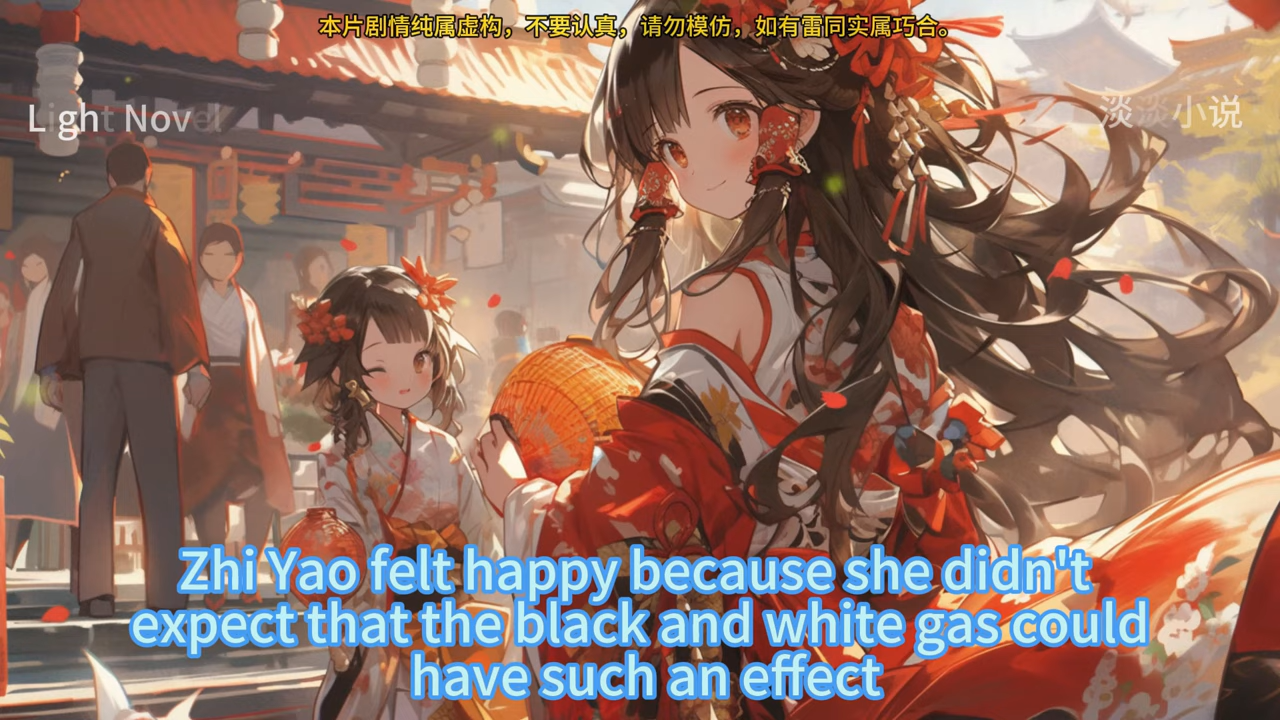 本片剧情纯属虚构，不要认真，请勿模仿，如有雷同实属巧合。
Light Novel
淡淡小说
Zhi Yao felt happy because she didn't
expect that the black and white gas could
have such an effect